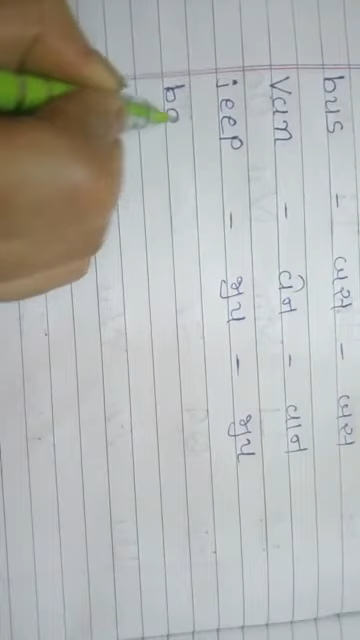 bus - બસ - બસ
van - વેન - વાન
jeep - જીપ - જીપ
bo